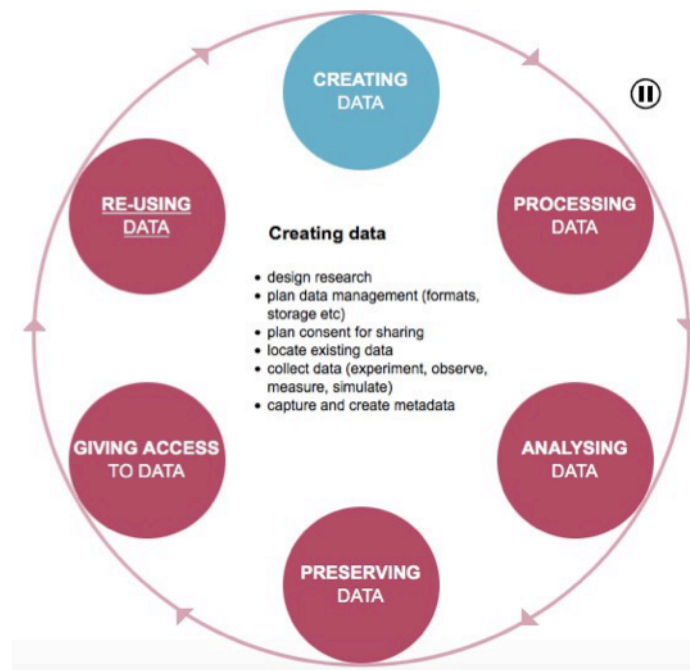 CREATING
DATA
PROCESSING
DATA
ANALYSING
DATA
PRESERVING
DATA
GIVING ACCESS
TO DATA
RE-USING
DATA
Creating data
• design research
• plan data management (formats,
storage etc)
• plan consent for sharing
• locate existing data
• collect data (experiment, observe,
measure, simulate)
• capture and create metadata